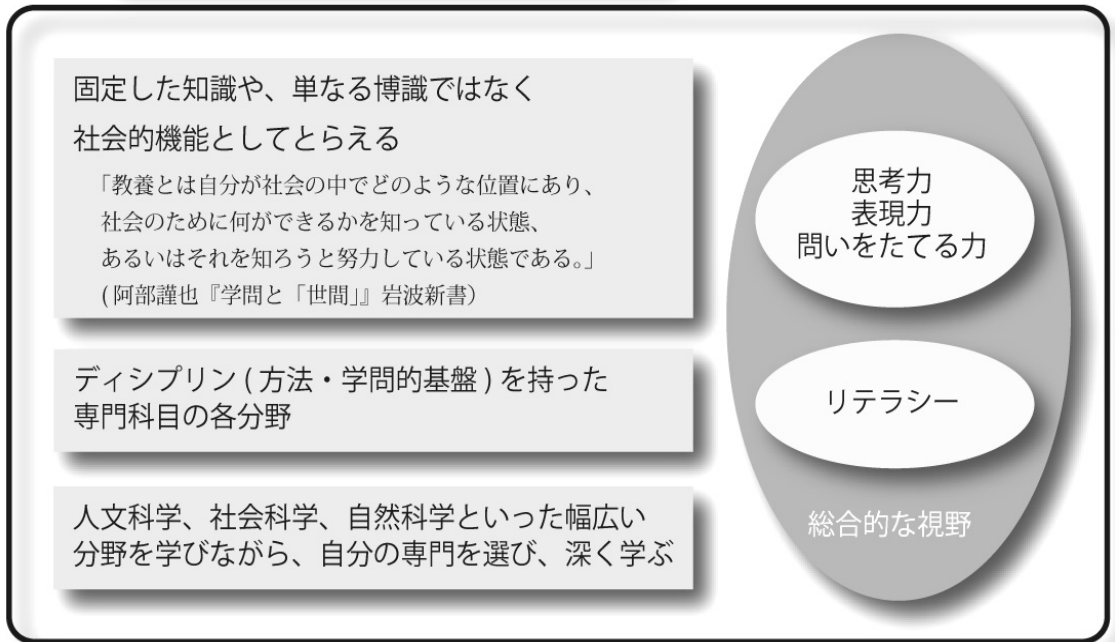 固定した知識や、単なる博識ではなく
社会的機能としてとらえる
「教養とは自分が社会の中でどのような位置にあり、
社会のために何ができるかを知っている状態、
あるいはそれを知ろうと努力している状態である。」
(阿部謹也『学問と「世間」』岩波新書）
ディシプリン(方法・学問的基盤)を持った
専門科目の各分野
人文科学、社会科学、自然科学といった幅広い
分野を学びながら、自分の専門を選び、深く学ぶ
思考力
表現力
問いをたてる力
リテラシー
総合的な視野